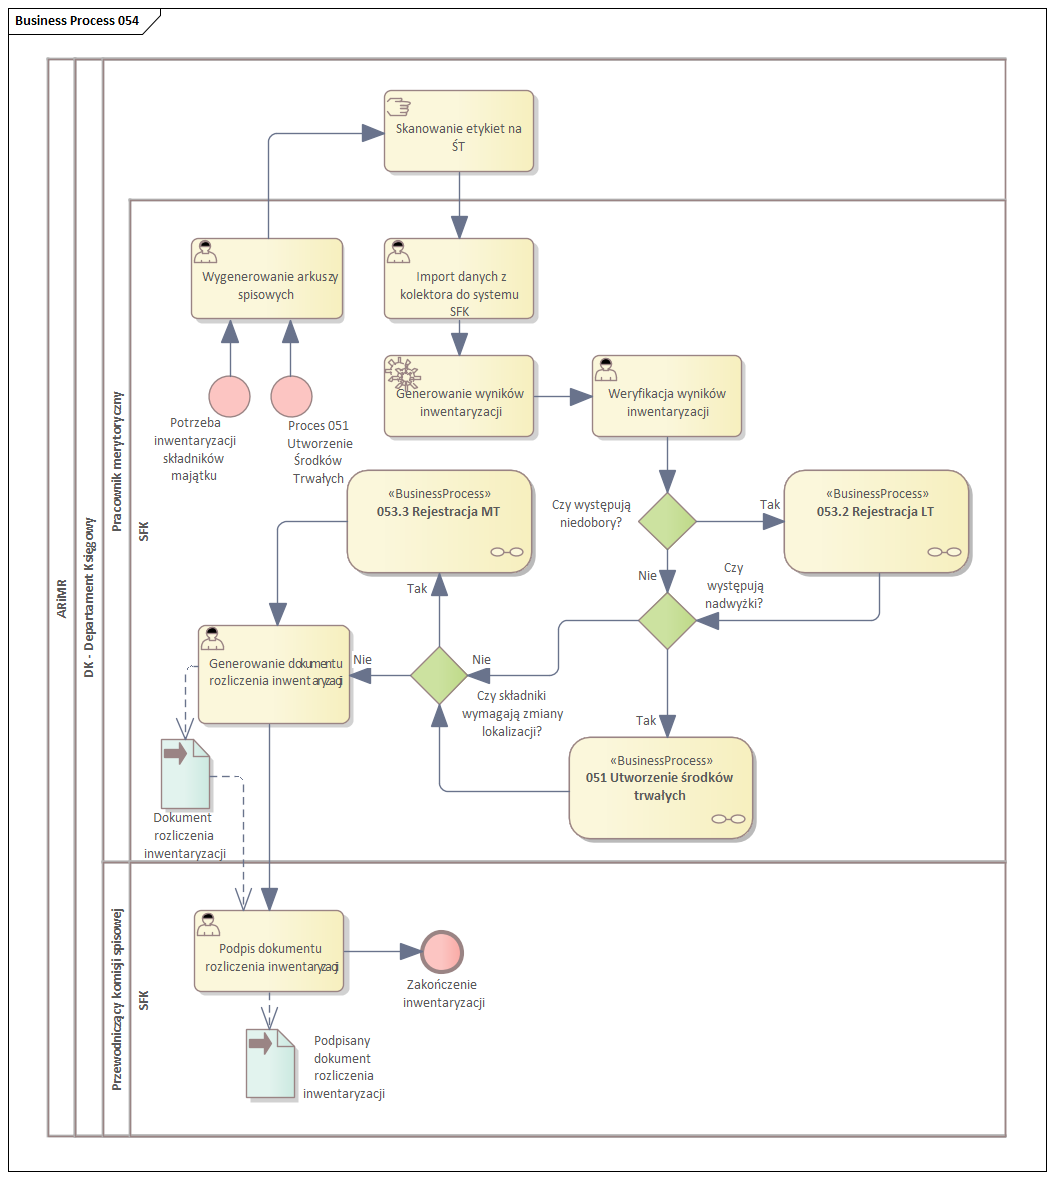 Business Process 054
ARiMR
DK - Departament Księgowy
Pracownik merytoryczny
SFK
Skanowanie etykiet na
ŚT
Wygenerowanie arkuszy
spisowych
Import danych z
kolektora do systemu
SFK
Potrzeba
inwentaryzacji
składników
majątku
Proces 051
Utworzenie
Środków
Trwałych
Generowanie wyników
inwentaryzacji
Weryfikacja wyników
inwentaryzacji
«BusinessProcess»
053.3 Rejestracja MT
Czy występują
niedobory?
Tak
«BusinessProcess»
053.2 Rejestracja LT
Nie
Czy
występują
nadwyżki?
Tak
Generowanie dokumentu
rozliczenia inwentaryzacji
Nie
Nie
Czy składniki
wymagają zmiany
lokalizacji?
Tak
«BusinessProcess»
051 Utworzenie środków
trwałych
Dokument
rozliczenia
inwentaryzacji
Przewodniczący komisji spisowej
SFK
Podpis dokumentu
rozliczenia inwentaryzacji
Zakończenie
inwentaryzacji
Podpisany
dokument
rozliczenia
inwentaryzacji